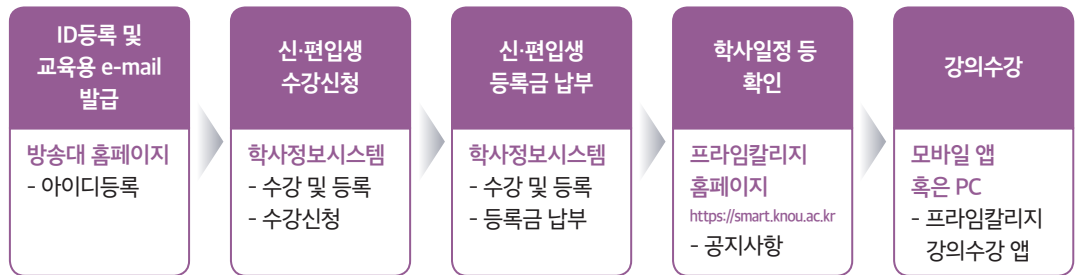 ID등록 및
교육용 e-mail
발급
방송대 홈페이지
- 아이디등록
신·편입생
수강신청
학사정보시스템
- 수강 및 등록
- 수강신청
신·편입생
등록금 납부
학사정보시스템
- 수강 및 등록
- 등록금 납부
학사일정 등
확인
프라임칼리지
홈페이지
https://smart.knou.ac.kr
- 공지사항
강의수강
모바일 앱
혹은 PC
- 프라임칼리지
강의수강 앱